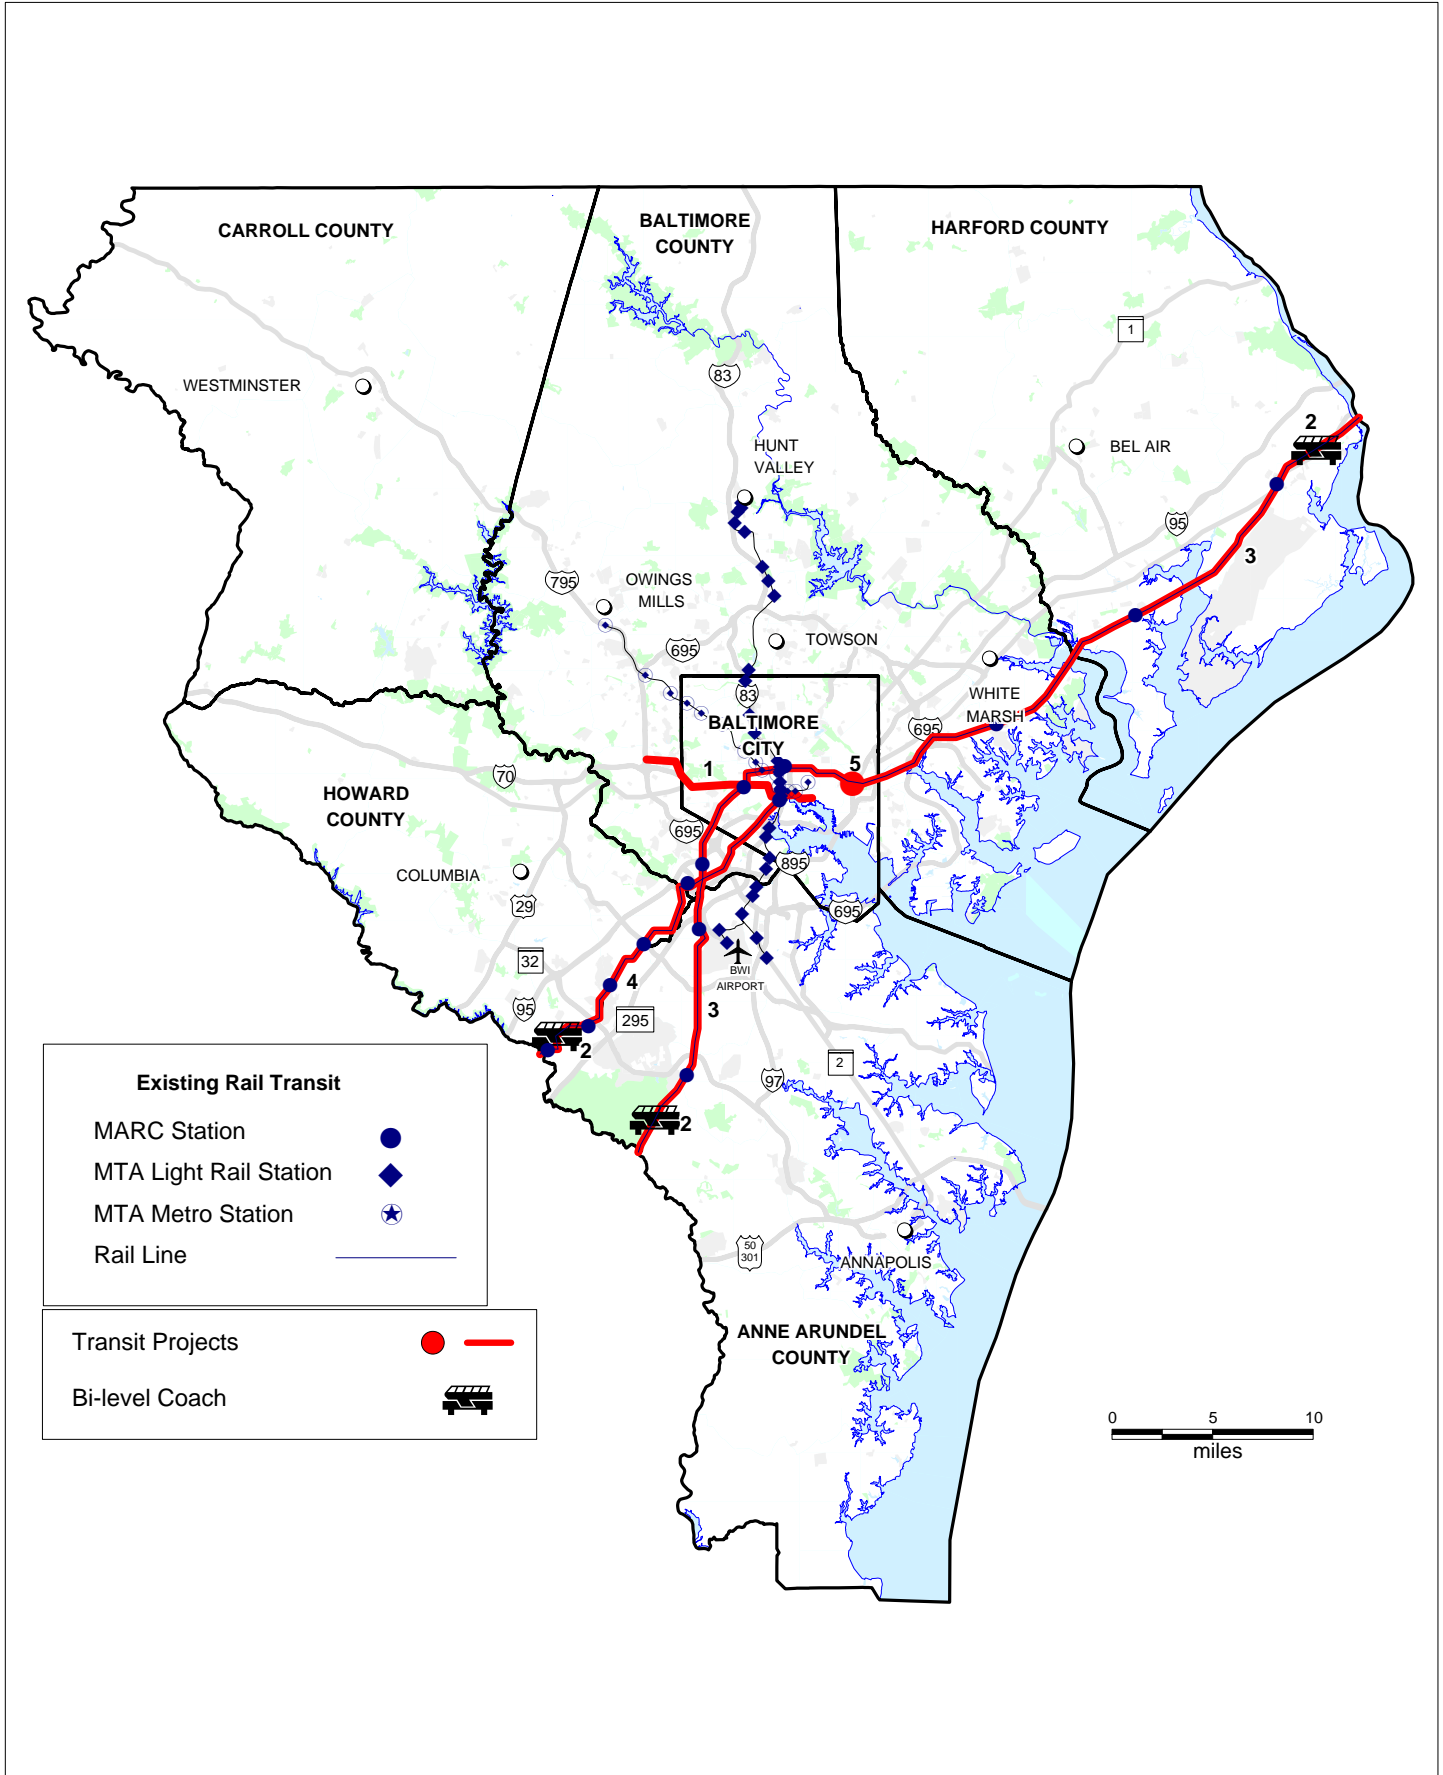 CARROLL COUNTY
BALTIMORE
COUNTY
HARFORD COUNTY
1
WESTMINSTER
83
2
HUNT
VALLEY
BEL AIR
95
3
795
OWINGS
MILLS
TOWSON
695
WHITE
MARSH
83
BALTIMORE
CITY
695
5
1
70
HOWARD
COUNTY
695
895
COLUMBIA
29
695
32
BWI
AIRPORT
4
95
295
3
2
2
97
2
Existing Rail Transit
MARC Station
MTA Light Rail Station
MTA Metro Station
Rail Line
50
301
ANNAPOLIS
Transit Projects
Bi-level Coach
ANNE ARUNDEL
COUNTY
0 5 10
miles